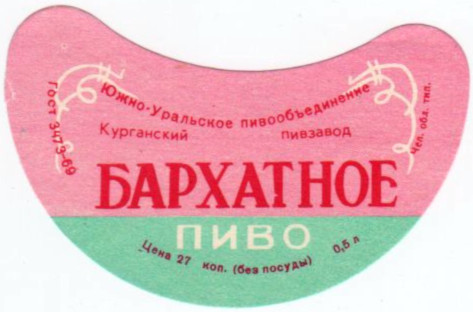 Южно-Уральское пивообъединение
Курганский пивзавод
ГОСТ 3473-69
Чел. обл. тип.
БАРХАТНОЕ
ПИВО
Цена 27 коп. (без посуды) 0,5 л